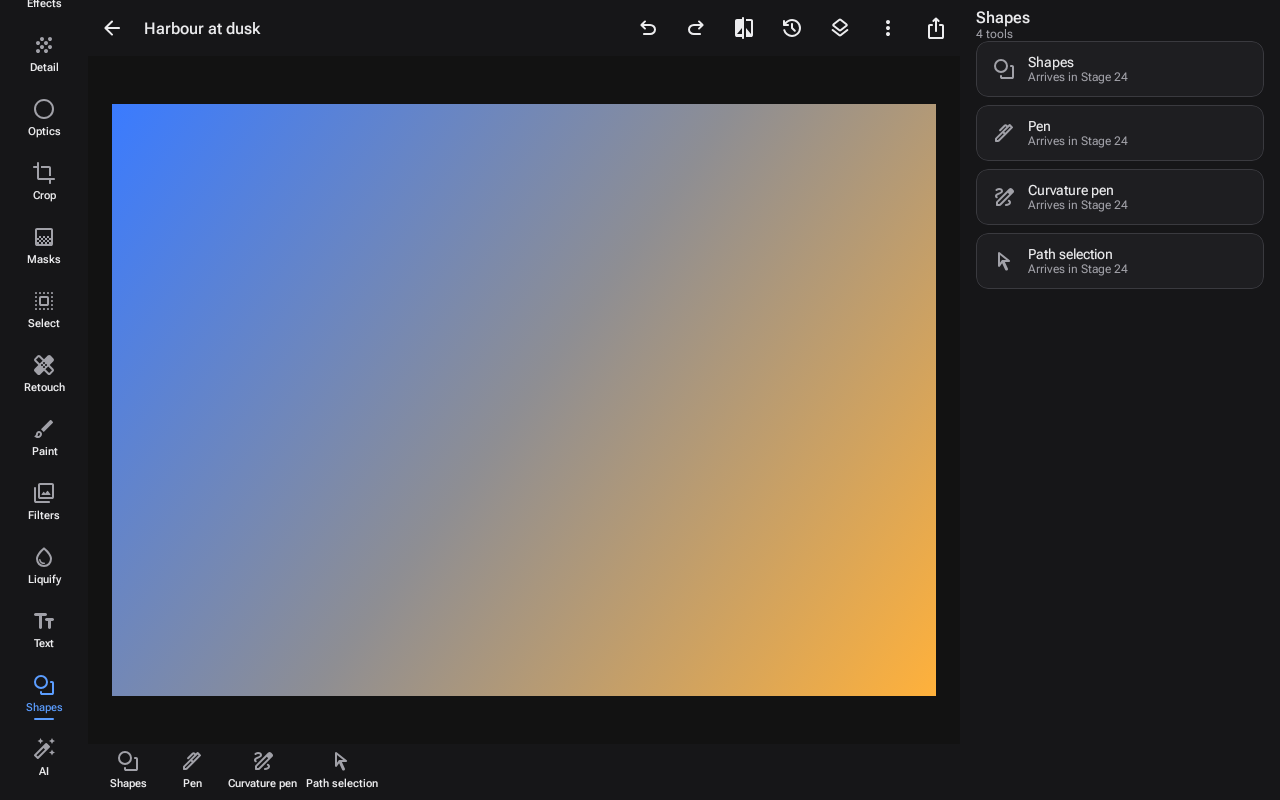 Effects
Detail
Optics
Crop
Masks
Select
Retouch
Paint
Filters
Liquify
Text
Shapes
AI
Harbour at dusk
Shapes
Pen
Curvature pen
Path selection
Shapes
4 tools
Shapes
Arrives in Stage 24
Pen
Arrives in Stage 24
Curvature pen
Arrives in Stage 24
Path selection
Arrives in Stage 24